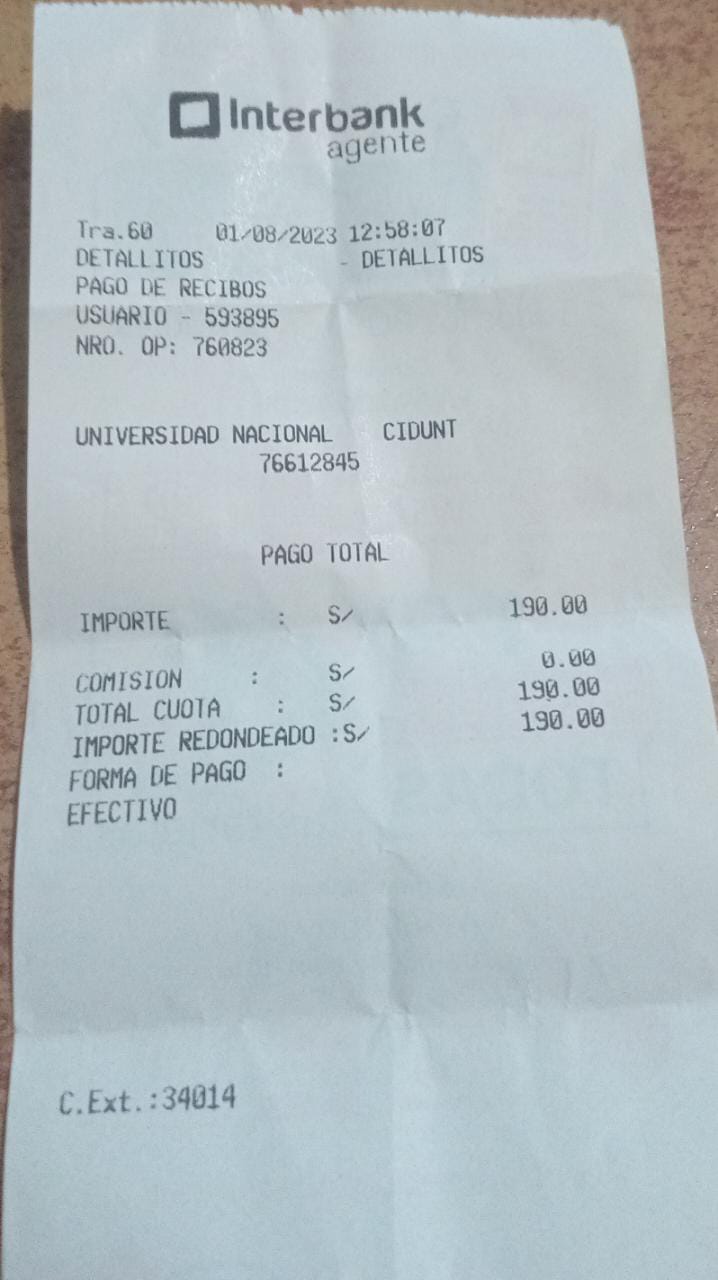 Interbank
agente
Tra.60 01/08/2023 12:58:07
DETALLITOS - DETALLITOS
PAGO DE RECIBOS
USUARIO - 593895
NRO. OP: 760823
UNIVERSIDAD NACIONAL CIDUNT
76612845
PAGO TOTAL
IMPORTE : S/ 190.00
COMISION : S/ 0.00
TOTAL CUOTA : S/ 190.00
IMPORTE REDONDEADO :S/ 190.00
FORMA DE PAGO :
EFECTIVO
C.Ext.:34014